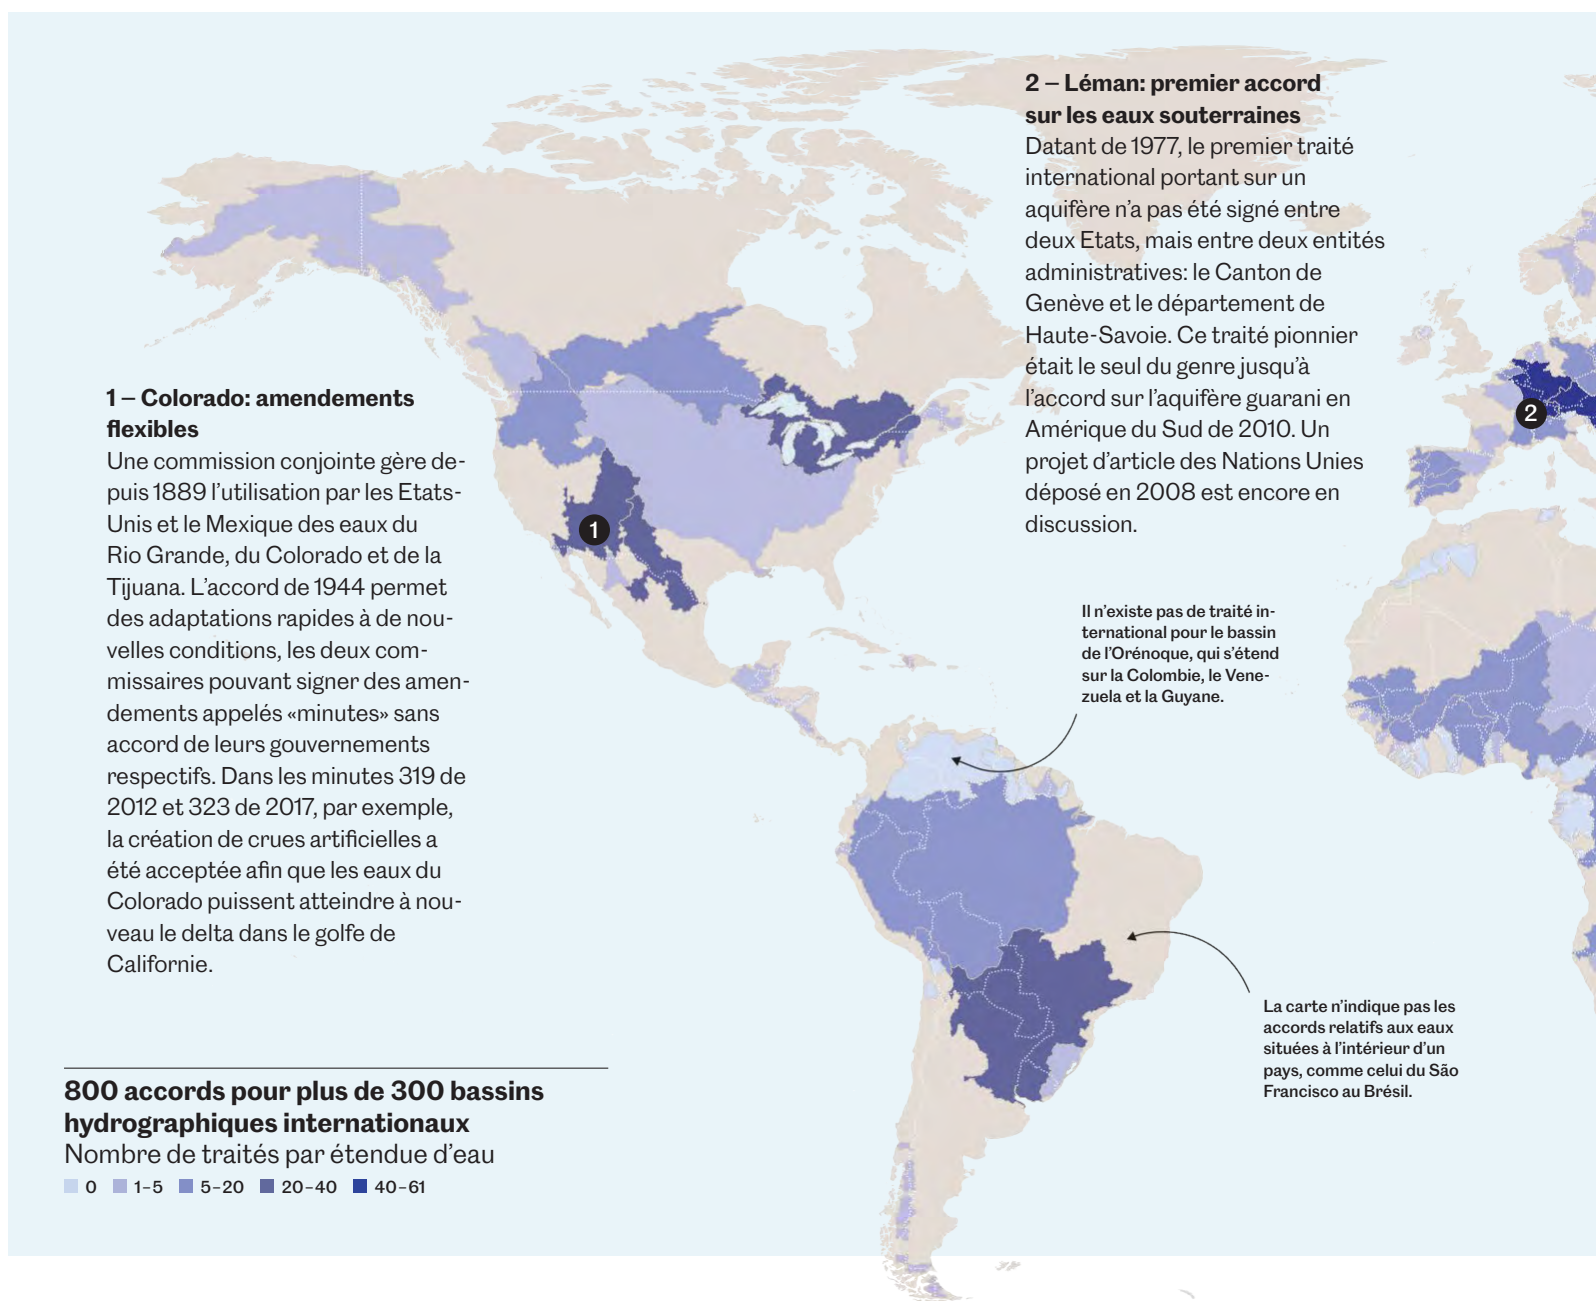 2 – Léman: premier accord
sur les eaux souterraines
Datant de 1977, le premier traité
international portant sur un
aquifère n'a pas été signé entre
deux Etats, mais entre deux entités
administratives: le Canton de
Genève et le département de
Haute-Savoie. Ce traité pionnier
était le seul du genre jusqu'à
l'accord sur l'aquifère guarani en
Amérique du Sud de 2010. Un
projet d'article des Nations Unies
déposé en 2008 est encore en
discussion.
1 – Colorado: amendements
flexibles
Une commission conjointe gère de-
puis 1889 l'utilisation par les Etats-
Unis et le Mexique des eaux du
Rio Grande, du Colorado et de la
Tijuana. L'accord de 1944 permet
des adaptations rapides à de nou-
velles conditions, les deux com-
missaires pouvant signer des amen-
dements appelés «minutes» sans
accord de leurs gouvernements
respectifs. Dans les minutes 319 de
2012 et 323 de 2017, par exemple,
la création de crues artificielles a
été acceptée afin que les eaux du
Colorado puissent atteindre à nou-
veau le delta dans le golfe de
Californie.
2
1
Il n'existe pas de traité in-
ternational pour le bassin
de l'Orénoque, qui s'étend
sur la Colombie, le Vene-
zuela et la Guyane.
La carte n'indique pas les
accords relatifs aux eaux
situées à l'intérieur d'un
pays, comme celui du São
Francisco au Brésil.
800 accords pour plus de 300 bassins
hydrographiques internationaux
Nombre de traités par étendue d'eau
0 1–5 5–20 20–40 40–61